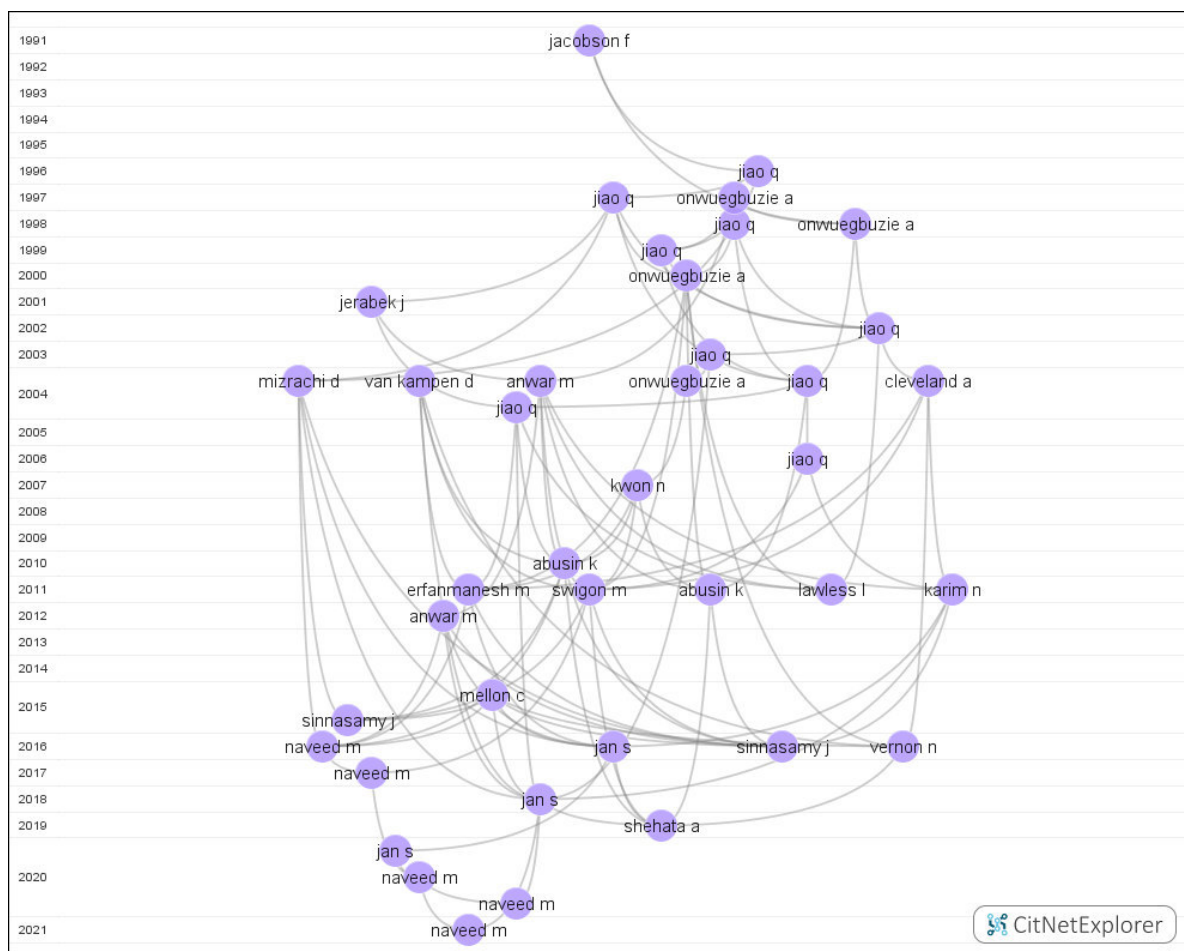 1991
jacobson f
1992
1993
1994
1995
1996
jiao q
1997
jiao q
onwuegbuzie a
1998
jiao q
onwuegbuzie a
1999
jiao q
2000
onwuegbuzie a
2001
jerabek j
2002
jiao q
2003
jiao q
mizrachi d
van kampen d
anwar m
onwuegbuzie a
jiao q
cleveland a
2004
jiao q
2005
2006
jiao q
2007
kwon n
2008
2009
2010
abusin k
2011
erfanmanesh m
swigon m
abusin k
lawless l
karim n
2012
anwar m
2013
2014
mellon c
2015
sinnasamy j
2016
naveed m
jan s
sinnasamy j
vernon n
2017
naveed m
2018
jan s
2019
shehata a
jan s
2020
naveed m
naveed m
2021
naveed m
CitNetExplorer